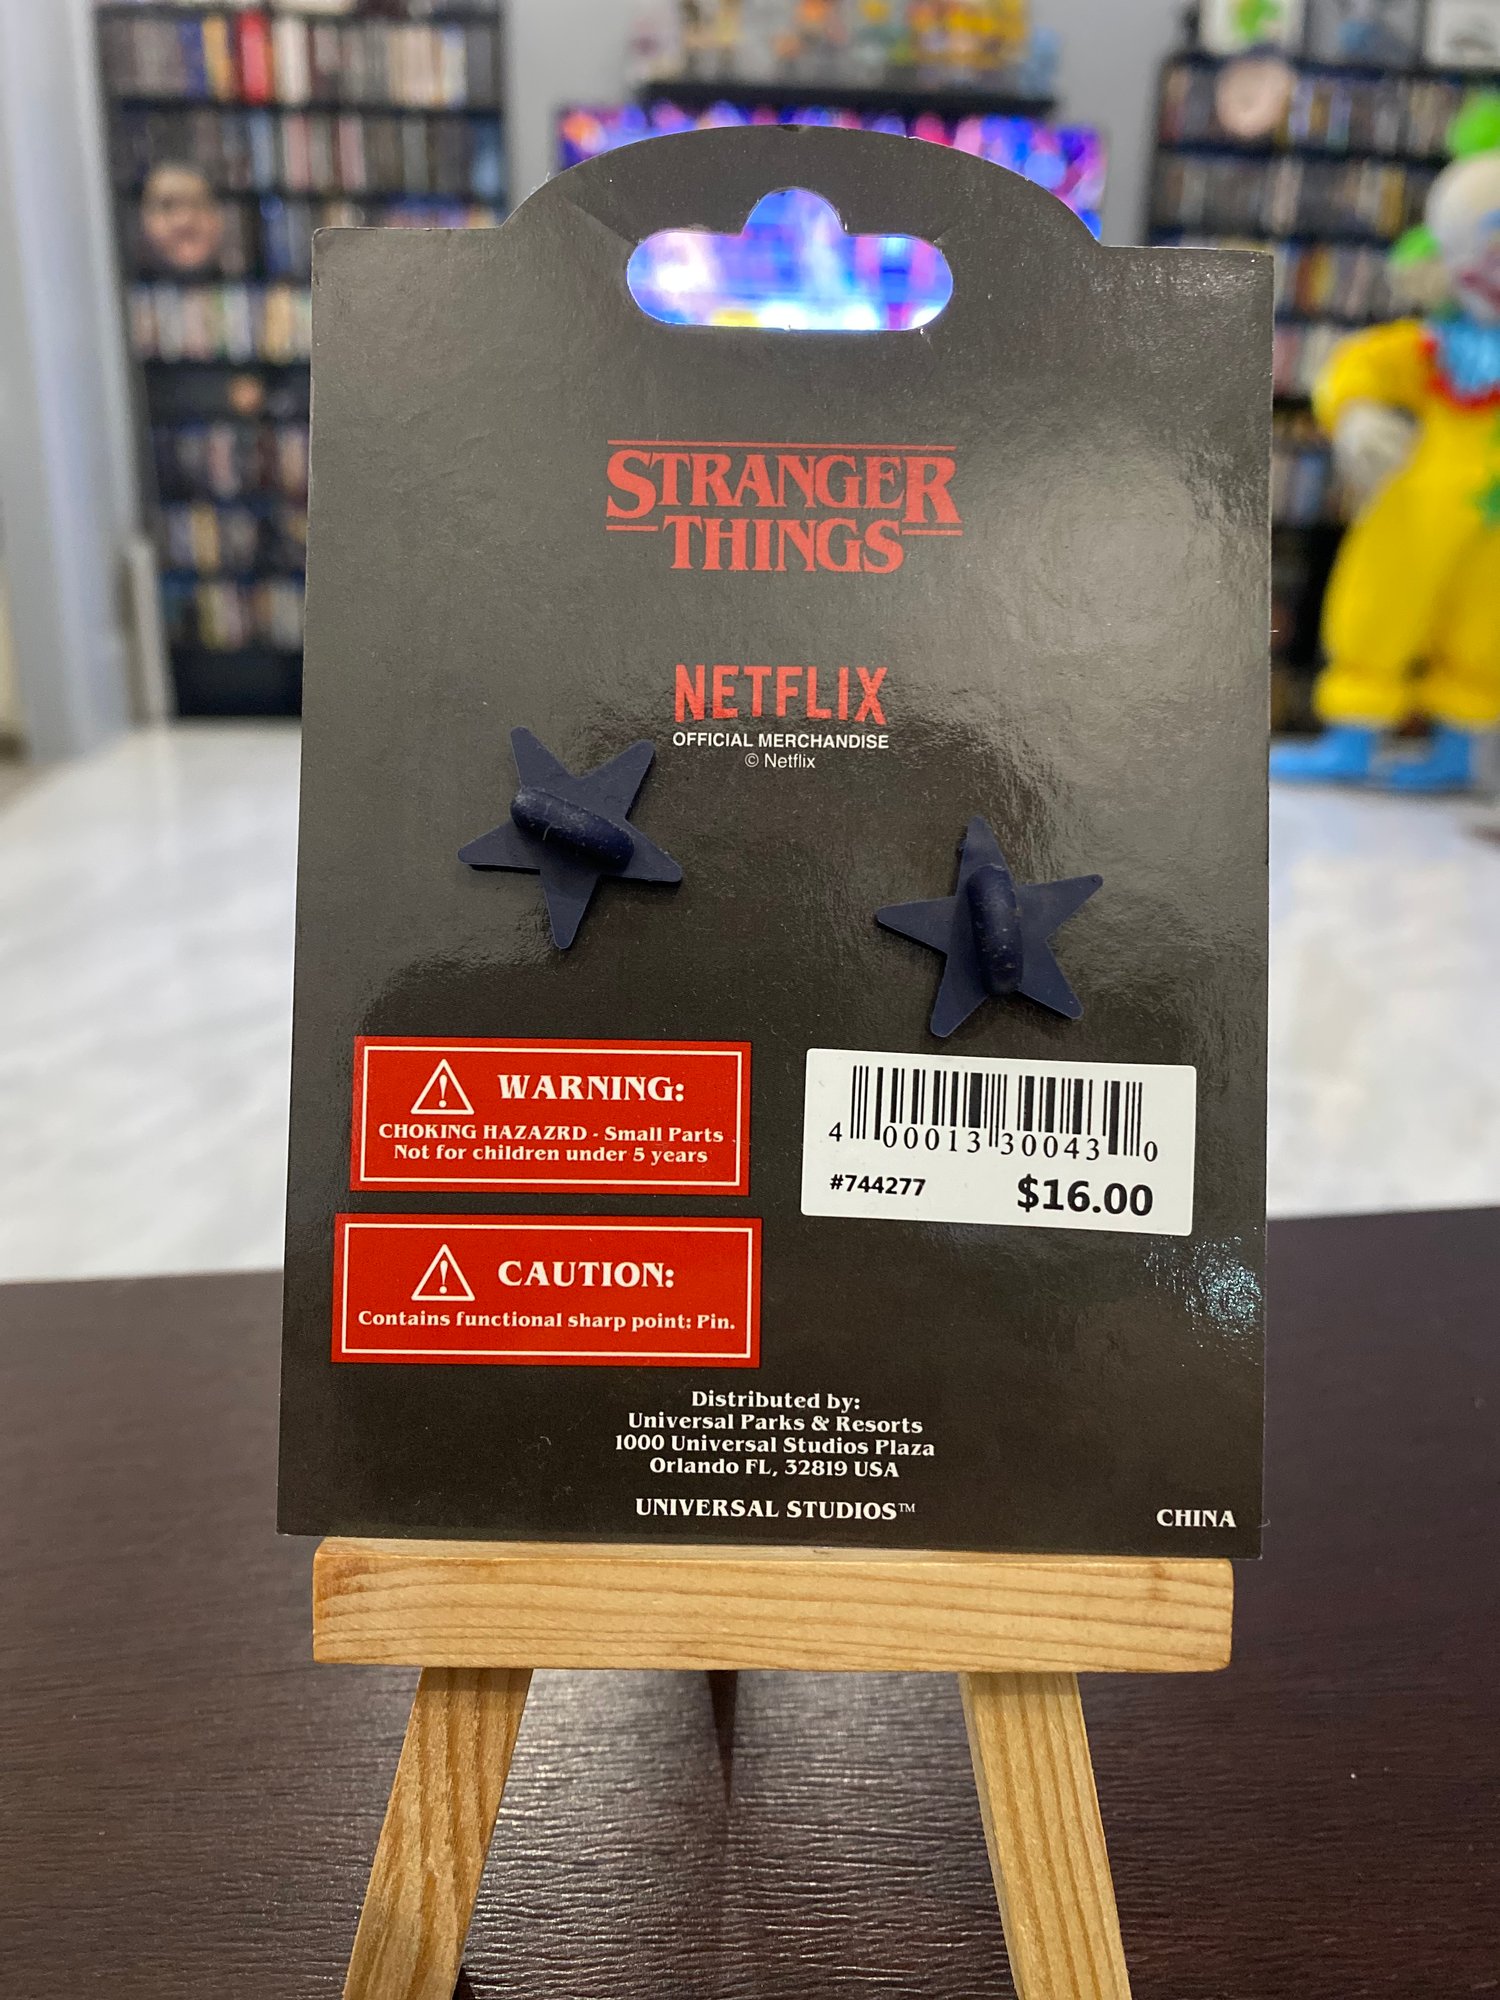 STRANGER
THINGS
NETFLIX
OFFICIAL MERCHANDISE
© Netflix
WARNING:
CHOKING HAZAZRD - Small Parts
Not for children under 5 years
4 00013 30043 0
#744277 $16.00
CAUTION:
Contains functional sharp point: Pin.
Distributed by:
Universal Parks & Resorts
1000 Universal Studios Plaza
Orlando FL, 32819 USA
UNIVERSAL STUDIOS™
CHINA